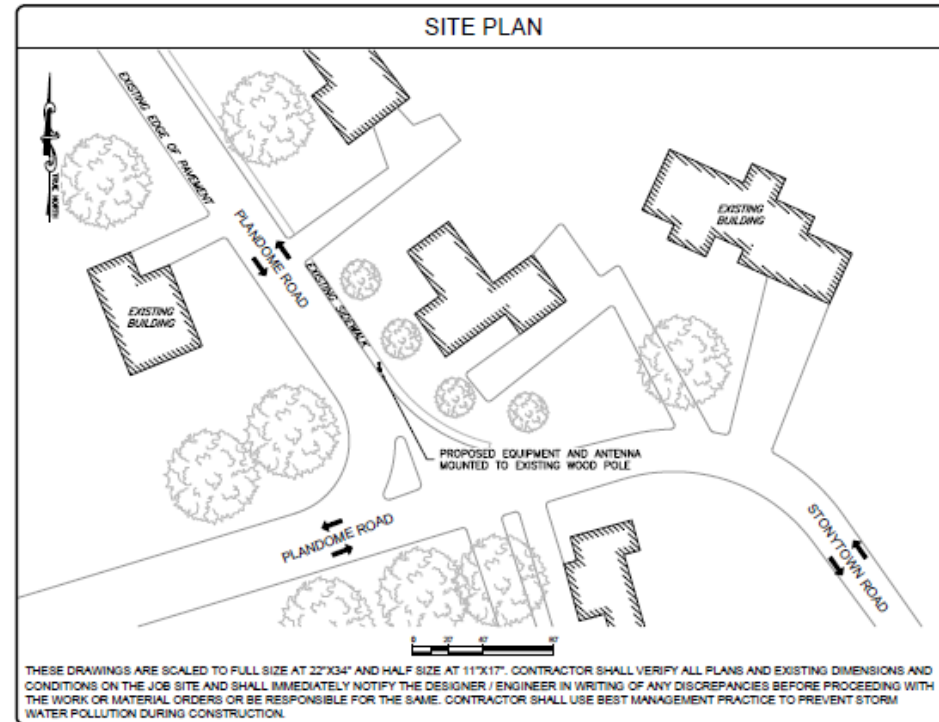 SITE PLAN
EXISTING EDGE OF PAVEMENT
TRUE NORTH
PLANDOME ROAD
EXISTING SIDEWALK
EXISTING
BUILDING
EXISTING
BUILDING
PROPOSED EQUIPMENT AND ANTENNA
MOUNTED TO EXISTING WOOD POLE
PLANDOME ROAD
STONYTOWN ROAD
0 20' 40' 80'
THESE DRAWINGS ARE SCALED TO FULL SIZE AT 22"X34" AND HALF SIZE AT 11"X17". CONTRACTOR SHALL VERIFY ALL PLANS AND EXISTING DIMENSIONS AND
CONDITIONS ON THE JOB SITE AND SHALL IMMEDIATELY NOTIFY THE DESIGNER / ENGINEER IN WRITING OF ANY DISCREPANCIES BEFORE PROCEEDING WITH
THE WORK OR MATERIAL ORDERS OR BE RESPONSIBLE FOR THE SAME. CONTRACTOR SHALL USE BEST MANAGEMENT PRACTICE TO PREVENT STORM
WATER POLLUTION DURING CONSTRUCTION.